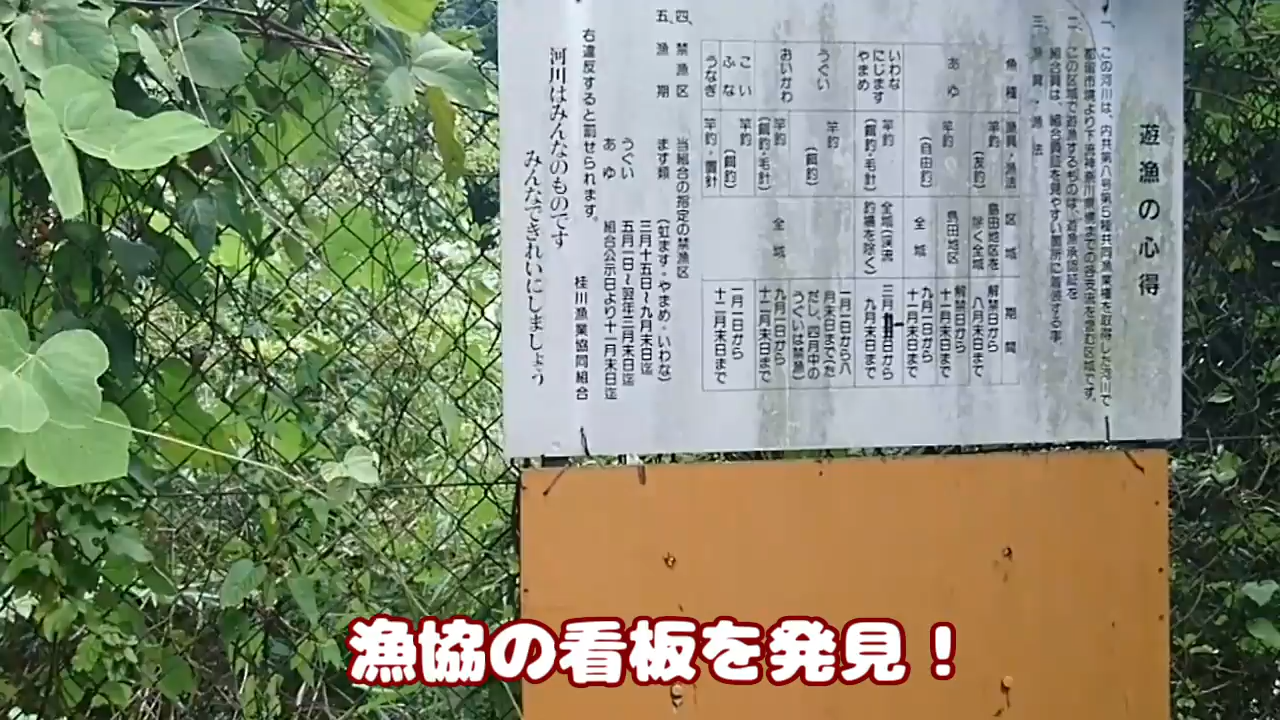 遊漁の心得
一、この河川は、内共第八号第5種共同漁業権を取得した河川で
都留市境より下流神奈川県境までの各支流を含む区域です。
二、この区域で遊漁するものは、遊漁承認証を
組合員は、組合員証を見やすい箇所に着装する事。
三、漁具・漁法
魚種 漁具・漁法 区域 期間
あゆ
竿釣(友釣) 島田地区を除く全域 解禁日から八月末日まで
竿釣(自由釣) 島田地区 解禁日から十一月末日まで
全域 九月一日から十一月末日まで
いわな にじます やまめ 竿釣(餌釣・毛針) 全域(渓流釣場を除く) 三月 日から九月末日まで
うぐい 竿釣(餌釣) 一月一日から八月末日までただし、四月中のうぐいは禁漁)
おいかわ 竿釣(餌釣・毛針) 全域 九月一日から十二月末日まで
こい ふな 竿釣(餌釣)
うなぎ 竿釣・置針 一月一日から十二月末日まで
四、禁漁区 当組合の指定の禁漁区
五、漁期 ます類 (虹ます・やまめ・いわな)
三月十五日〜九月末日迄
うぐい 五月一日〜翌年三月末日迄
あゆ 組合公示日より十一月末日迄
右違反すると罰せられます。
桂川漁業協同組合
河川はみんなのものです
みんなできれいにしましょう
漁協の看板を発見！